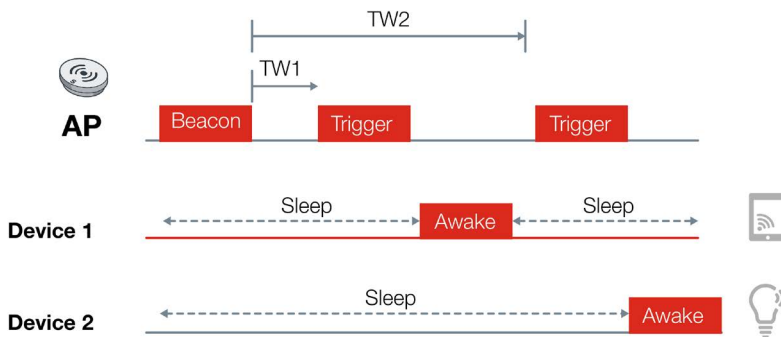 TW2
TW1
AP
Beacon
Trigger
Trigger
Device 1
Sleep
Awake
Sleep
Device 2
Sleep
Awake